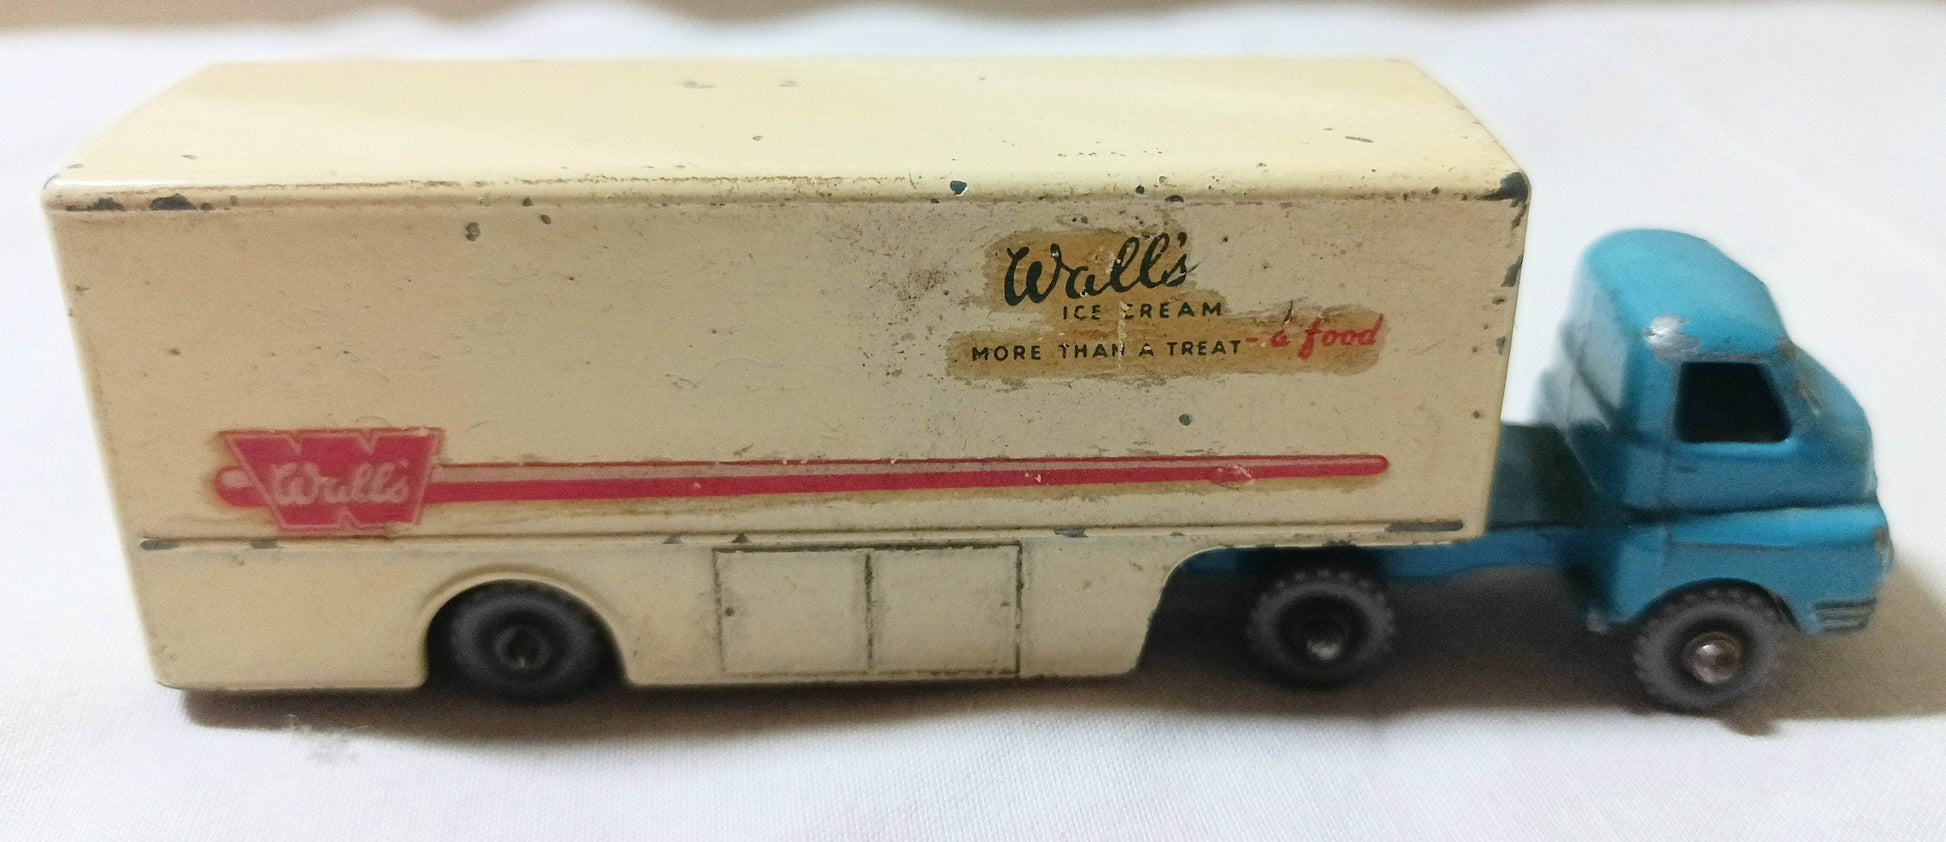 Wall's
ICE CREAM
MORE THAN A TREAT - a food
Wall's